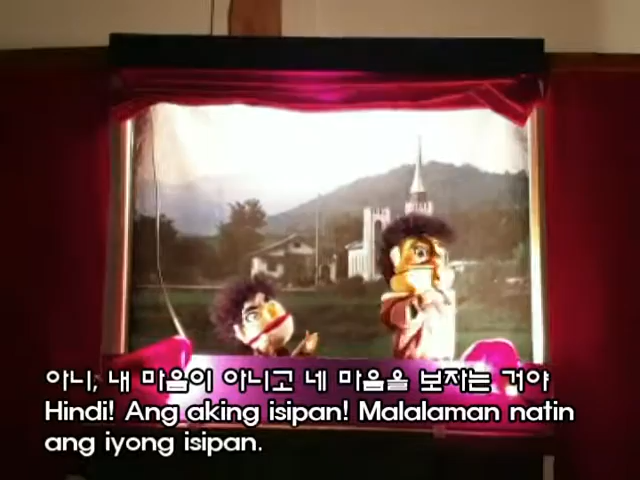 아니, 내 마음이 아니고 네 마음을 보자는 거야
Hindi! Ang aking isipan! Malalaman natin
ang iyong isipan.